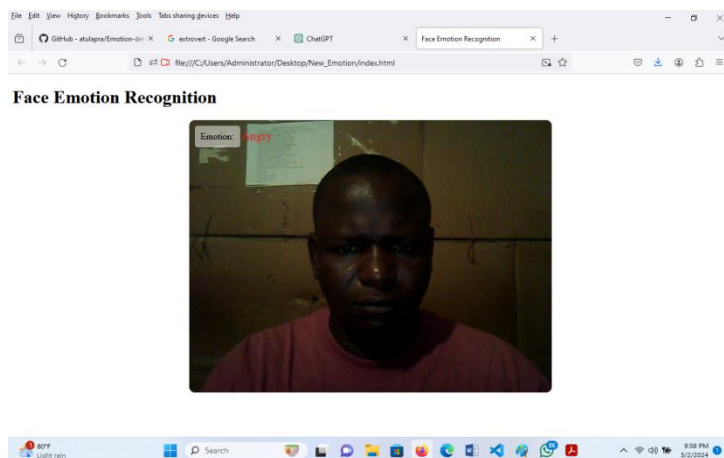 File Edit View History Bookmarks Tools Tabs sharing devices Help
GitHub - atulapra/Emotion-det × extrovert - Google Search × ChatGPT × Face Emotion Recognition × +
file:///C:/Users/Administrator/Desktop/New_Emotion/index.html
Face Emotion Recognition
Emotion: Angry
80°F
Light rain
Search
86
9:58 PM
5/2/2024